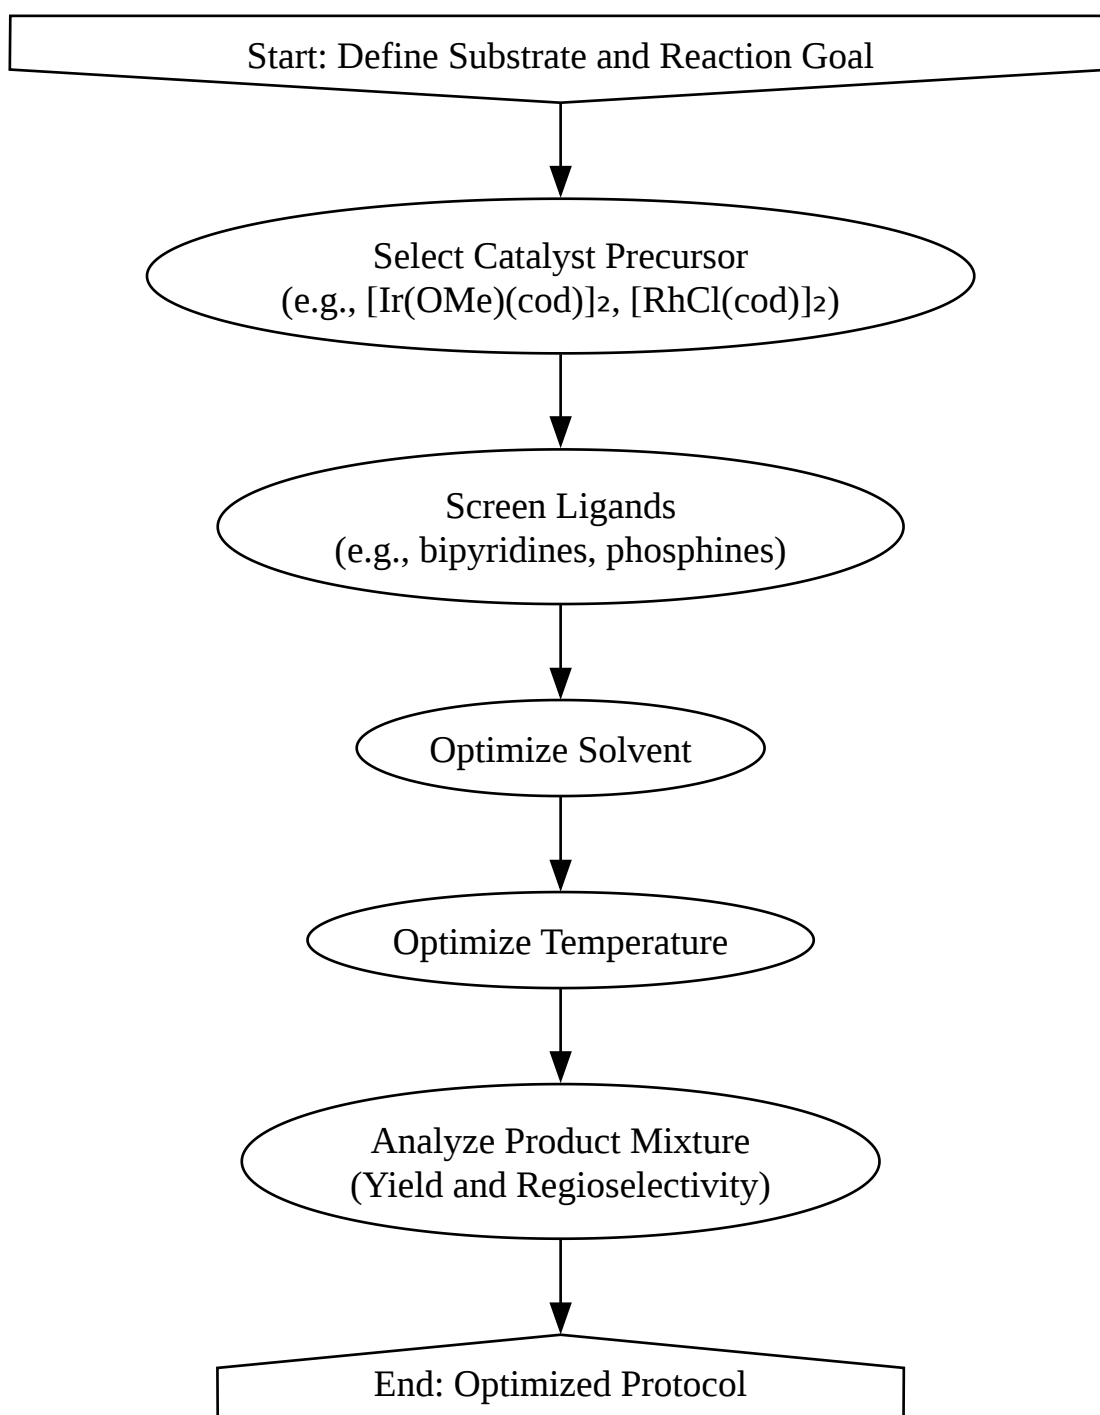 Start: Define Substrate and Reaction Goal
Select Catalyst Precursor
(e.g., [Ir(OMe)(cod)]₂, [RhCl(cod)]₂)
Screen Ligands
(e.g., bipyridines, phosphines)
Optimize Solvent
Optimize Temperature
Analyze Product Mixture
(Yield and Regioselectivity)
End: Optimized Protocol